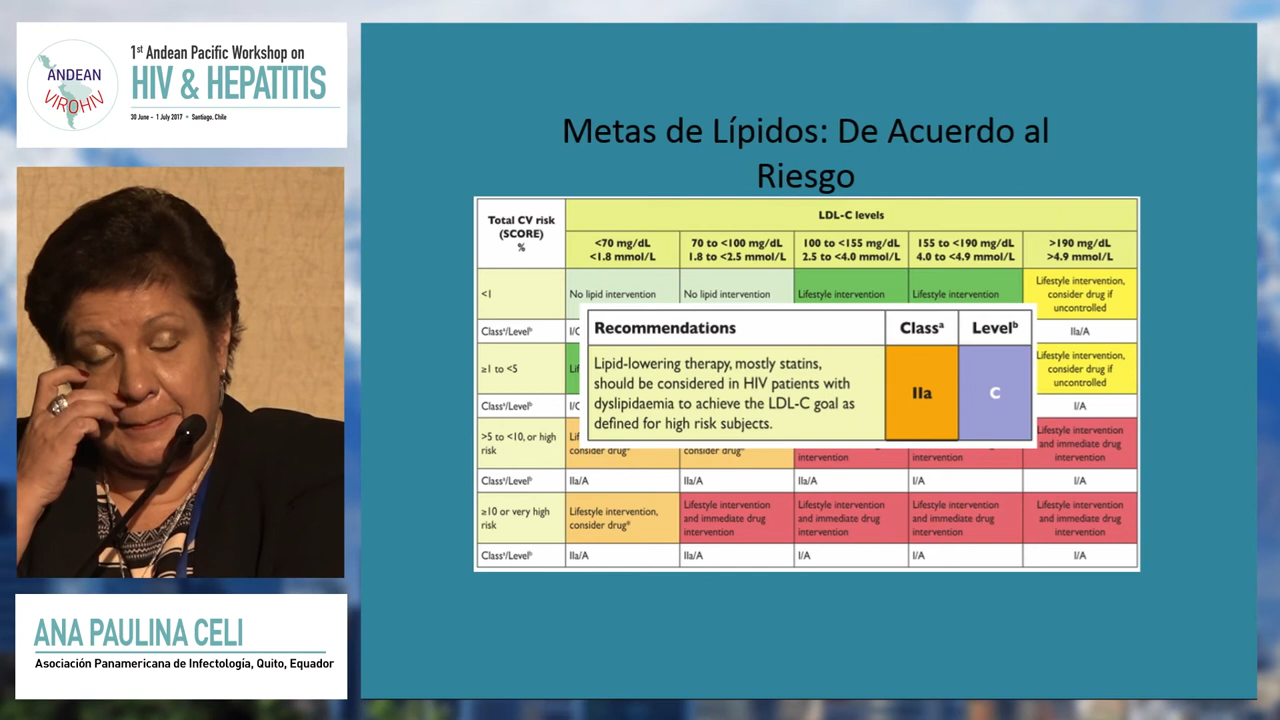 1st Andean Pacific Workshop on
HIV & HEPATITIS
30 June - 1 July 2017 • Santiago, Chile
ANDEAN
VIROHIV
ANA PAULINA CELI
Asociación Panamericana de Infectología, Quito, Equador
Metas de Lípidos: De Acuerdo al
Riesgo
Total CV risk
(SCORE)
%
LDL-C levels
<70 mg/dL
<1.8 mmol/L
70 to <100 mg/dL
1.8 to <2.5 mmol/L
100 to <155 mg/dL
2.5 to <4.0 mmol/L
155 to <190 mg/dL
4.0 to <4.9 mmol/L
>190 mg/dL
>4.9 mmol/L
<1
No lipid intervention
No lipid intervention
Lifestyle intervention
Lifestyle intervention
Lifestyle intervention,
consider drug if
uncontrolled
Classᵃ/Levelᵇ
IIa/A
≥1 to <5
Lifestyle intervention,
consider drug if
uncontrolled
Classᵃ/Levelᵇ
I/A
Recommendations
Classᵃ
Levelᵇ
Lipid-lowering therapy, mostly statins,
should be considered in HIV patients with
dyslipidaemia to achieve the LDL-C goal as
defined for high risk subjects.
IIa
C
>5 to <10, or high
risk
consider drug*
consider drug*
intervention
intervention
Lifestyle intervention
and immediate drug
intervention
Classᵃ/Levelᵇ
IIa/A
IIa/A
IIa/A
I/A
I/A
≥10 or very high
risk
Lifestyle intervention,
consider drug*
Lifestyle intervention
and immediate drug
intervention
Lifestyle intervention
and immediate drug
intervention
Lifestyle intervention
and immediate drug
intervention
Lifestyle intervention
and immediate drug
intervention
Classᵃ/Levelᵇ
IIa/A
IIa/A
I/A
I/A
I/A